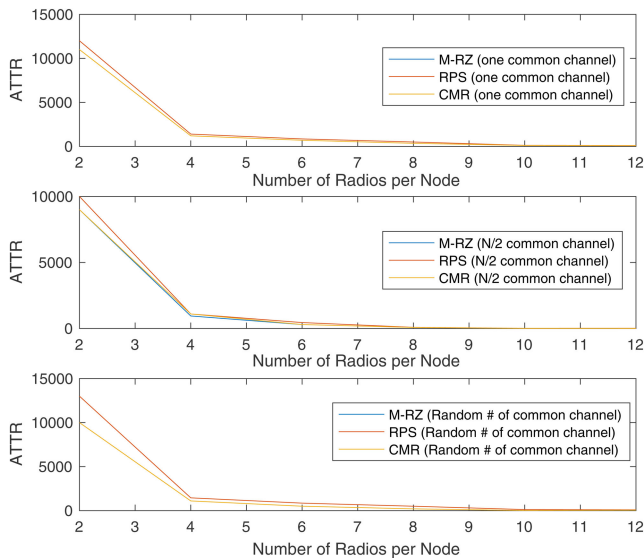 15000
10000
5000
0
ATTR
M-RZ (one common channel)
RPS (one common channel)
CMR (one common channel)
2 3 4 5 6 7 8 9 10 11 12
Number of Radios per Node
10000
5000
0
ATTR
M-RZ (N/2 common channel)
RPS (N/2 common channel)
CMR (N/2 common channel)
2 3 4 5 6 7 8 9 10 11 12
Number of Radios per Node
15000
10000
5000
0
ATTR
M-RZ (Random # of common channel)
RPS (Random # of common channel)
CMR (Random # of common channel)
2 3 4 5 6 7 8 9 10 11 12
Number of Radios per Node